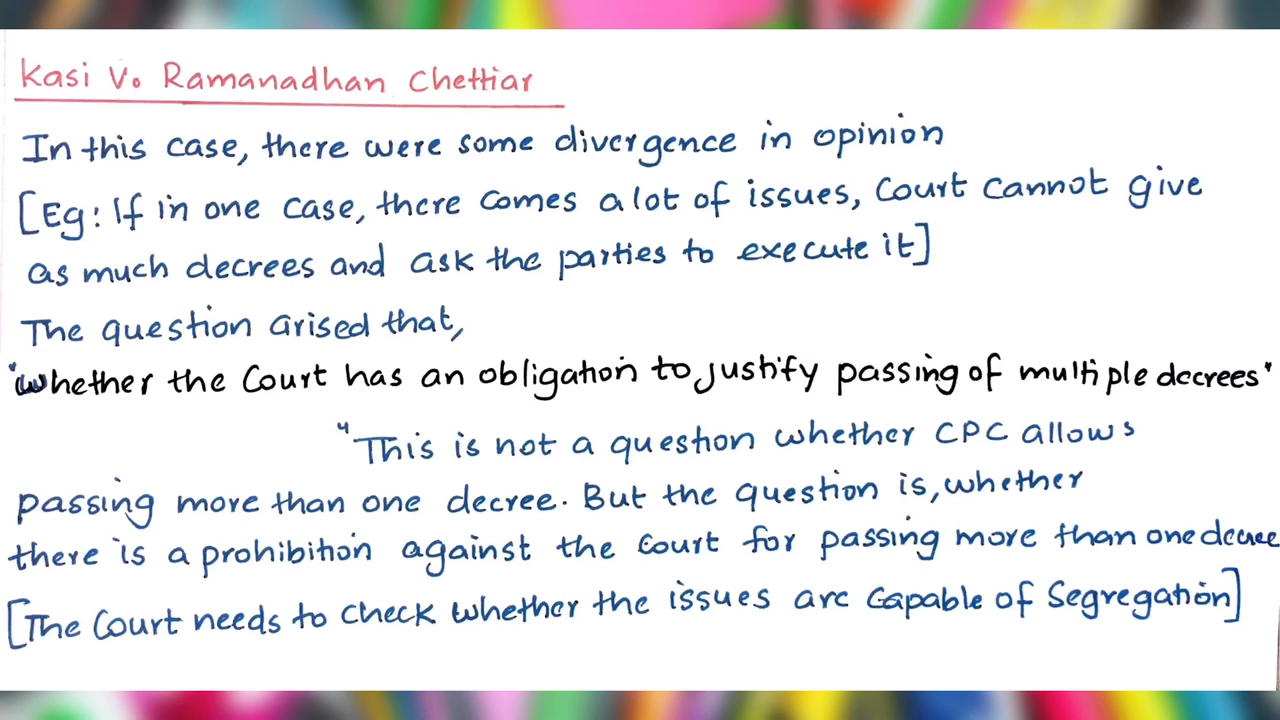 Kasi V. Ramanadhan Chettiar
In this case, there were some divergence in opinion
[Eg: If in one case, there comes a lot of issues, Court cannot give
as much decrees and ask the parties to execute it]
The question arised that,
"whether the Court has an obligation to justify passing of multiple decrees"
"This is not a question whether CPC allows
passing more than one decree. But the question is, whether
there is a prohibition against the Court for passing more than one decree
[The Court needs to check whether the issues are capable of Segregation]